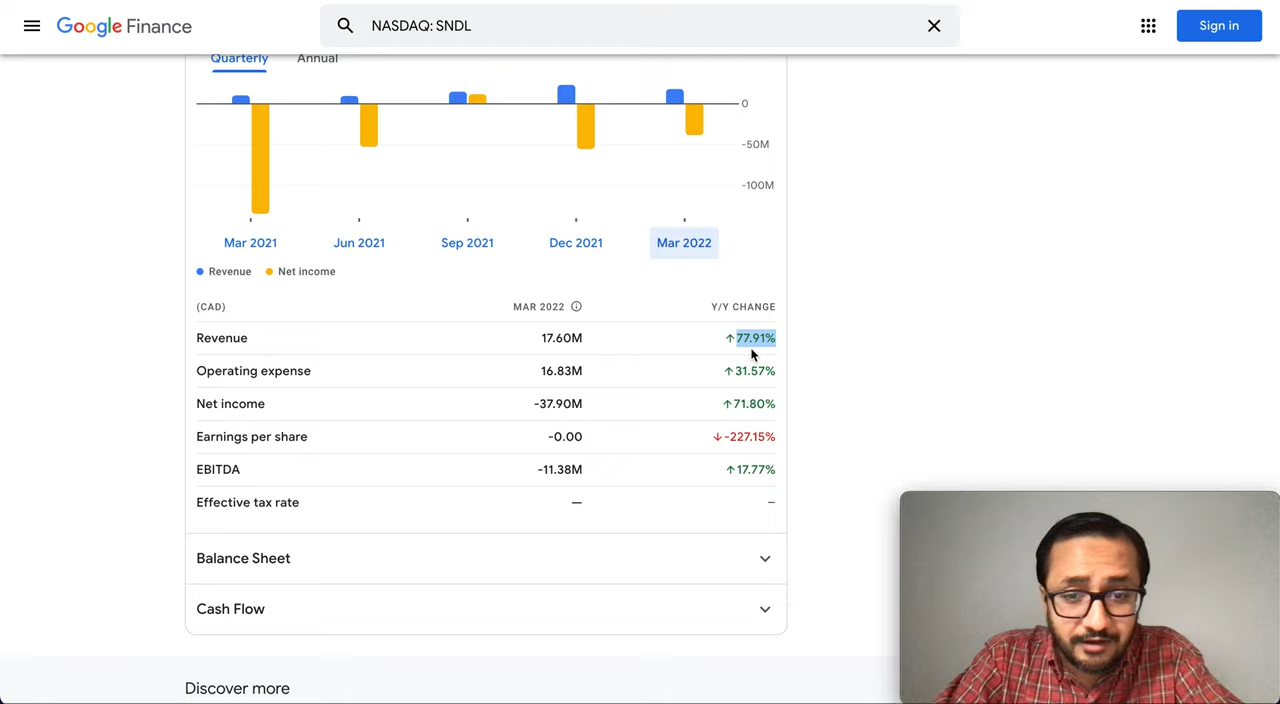 Google Finance
NASDAQ: SNDL
Sign in
Quarterly Annual
0
-50M
-100M
Mar 2021 Jun 2021 Sep 2021 Dec 2021 Mar 2022
Revenue Net income
(CAD) MAR 2022 Y/Y CHANGE
Revenue 17.60M ↑77.91%
Operating expense 16.83M ↑31.57%
Net income -37.90M ↑71.80%
Earnings per share -0.00 ↓-227.15%
EBITDA -11.38M ↑17.77%
Effective tax rate — –
Balance Sheet
Cash Flow
Discover more